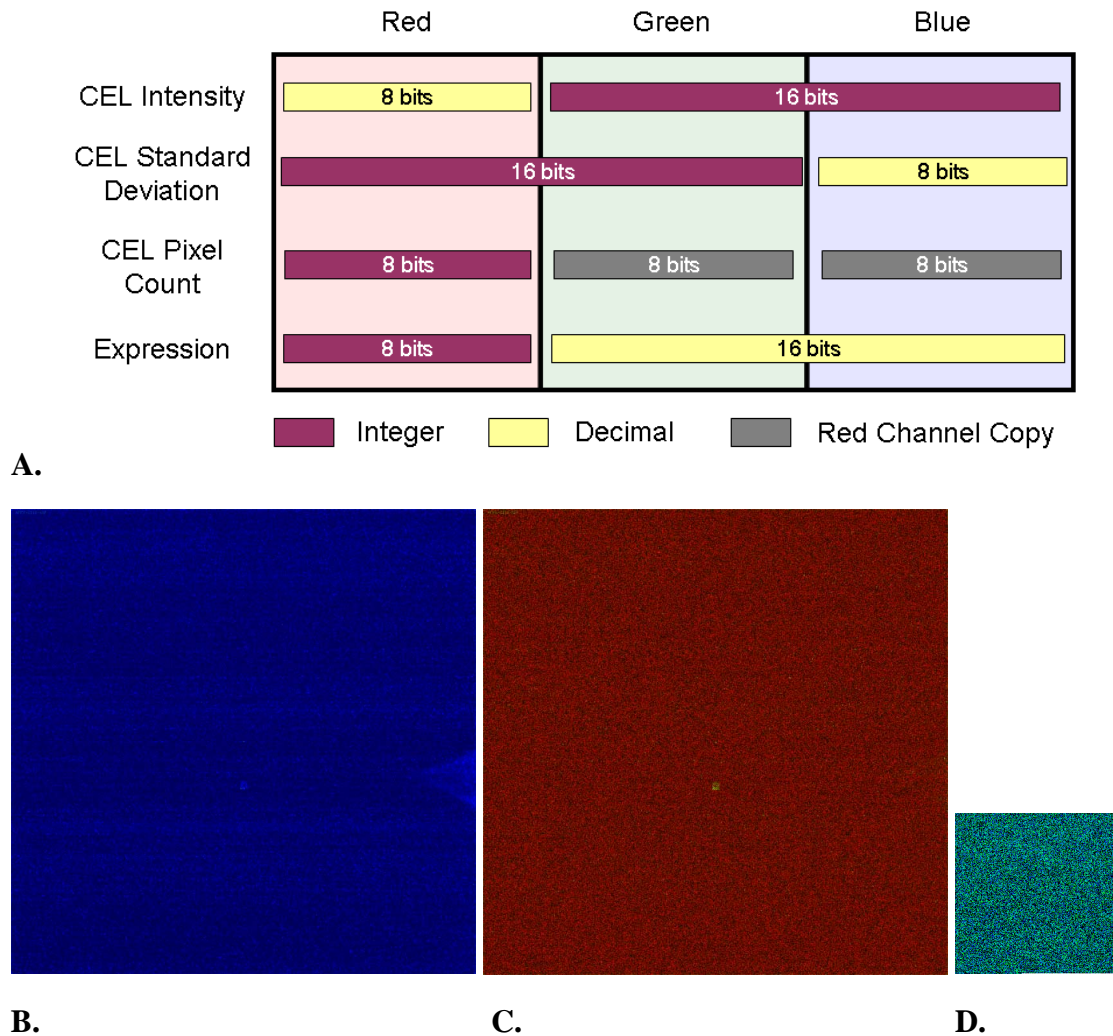 Red Green Blue
CEL Intensity 8 bits 16 bits
CEL Standard
Deviation 16 bits 8 bits
CEL Pixel
Count 8 bits 8 bits 8 bits
Expression 8 bits 16 bits
Integer Decimal Red Channel Copy
A.
B. C. D.